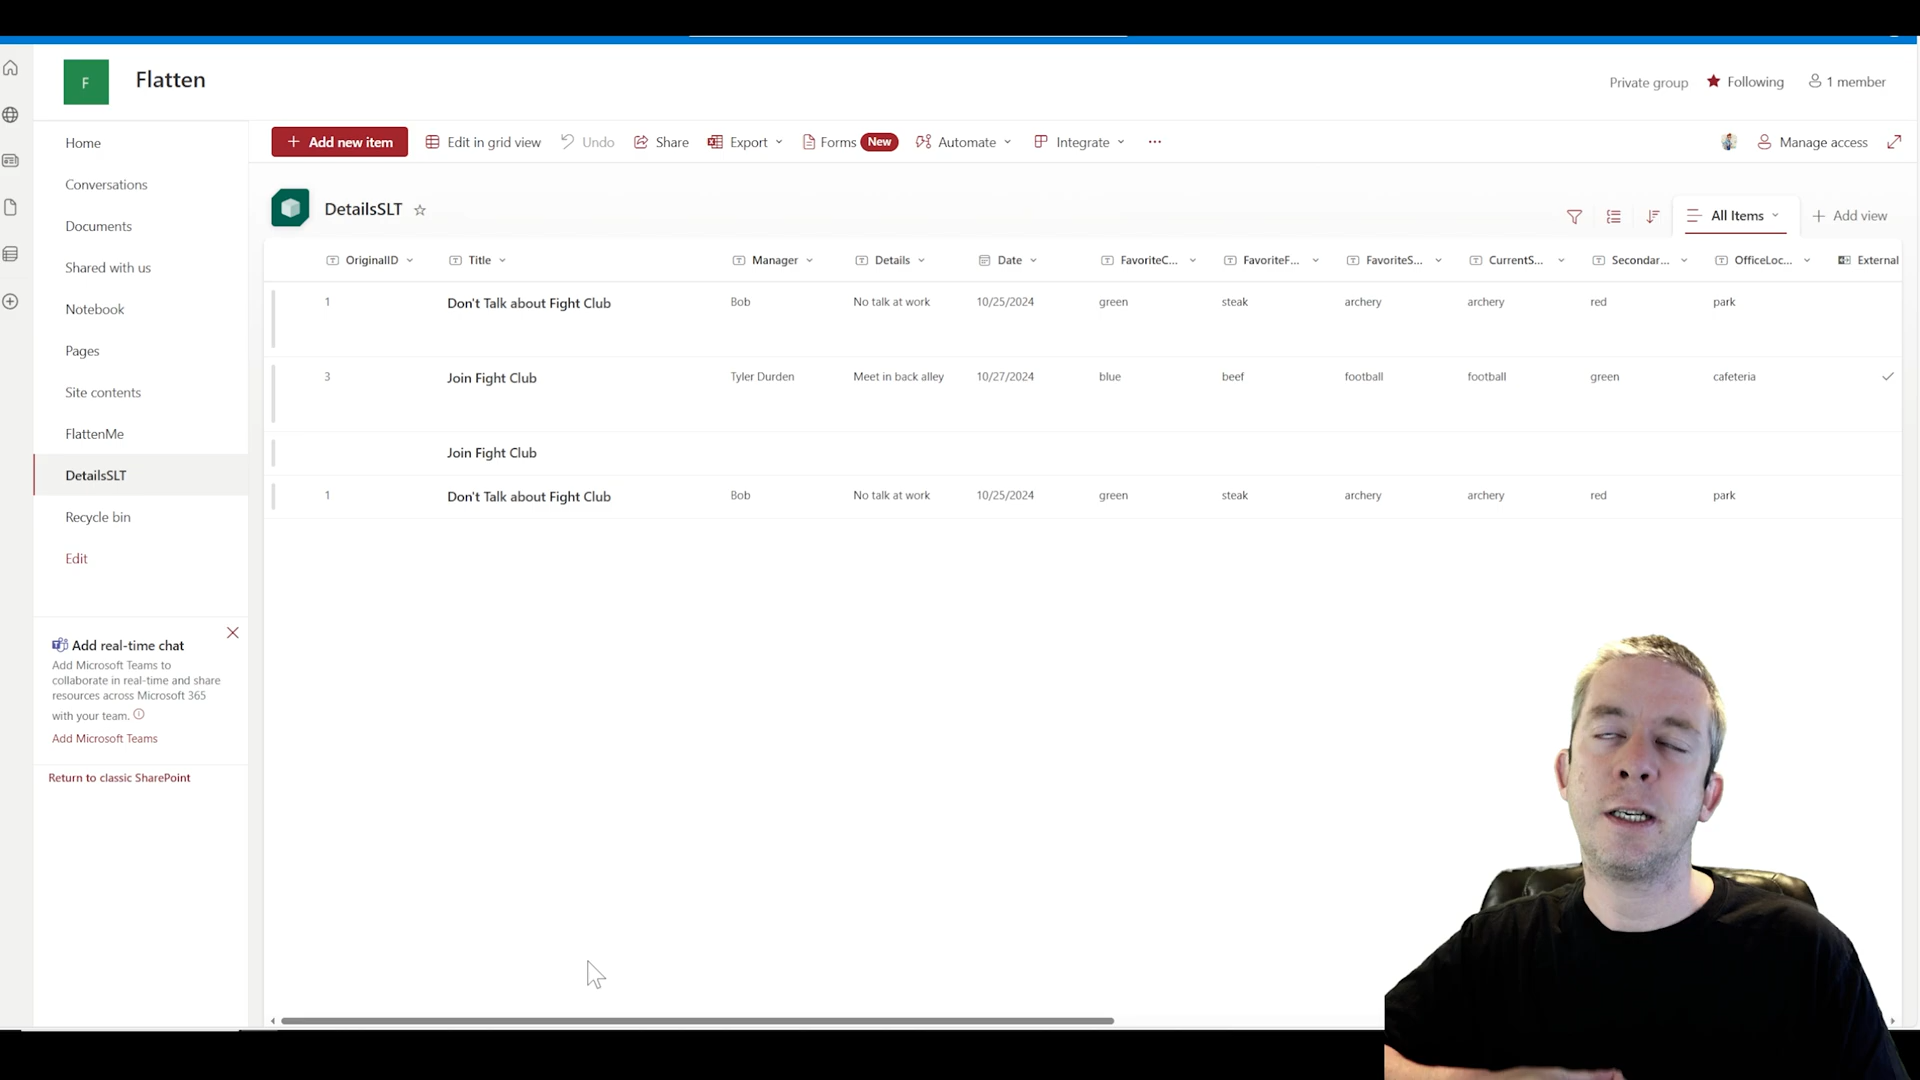 F
Flatten
Private group
Following
1 member
Home
Conversations
Documents
Shared with us
Notebook
Pages
Site contents
FlattenMe
DetailsSLT
Recycle bin
Edit
Add real-time chat
Add Microsoft Teams to
collaborate in real-time and share
resources across Microsoft 365
with your team.
Add Microsoft Teams
Return to classic SharePoint
+ Add new item
Edit in grid view
Undo
Share
Export
Forms New
Automate
Integrate
...
Manage access
DetailsSLT
All Items
+ Add view
OriginalID Title Manager Details Date FavoriteC... FavoriteF... FavoriteS... CurrentS... Secondar... OfficeLoc... External
1 Don't Talk about Fight Club Bob No talk at work 10/25/2024 green steak archery archery red park
3 Join Fight Club Tyler Durden Meet in back alley 10/27/2024 blue beef football football green cafeteria
Join Fight Club
1 Don't Talk about Fight Club Bob No talk at work 10/25/2024 green steak archery archery red park